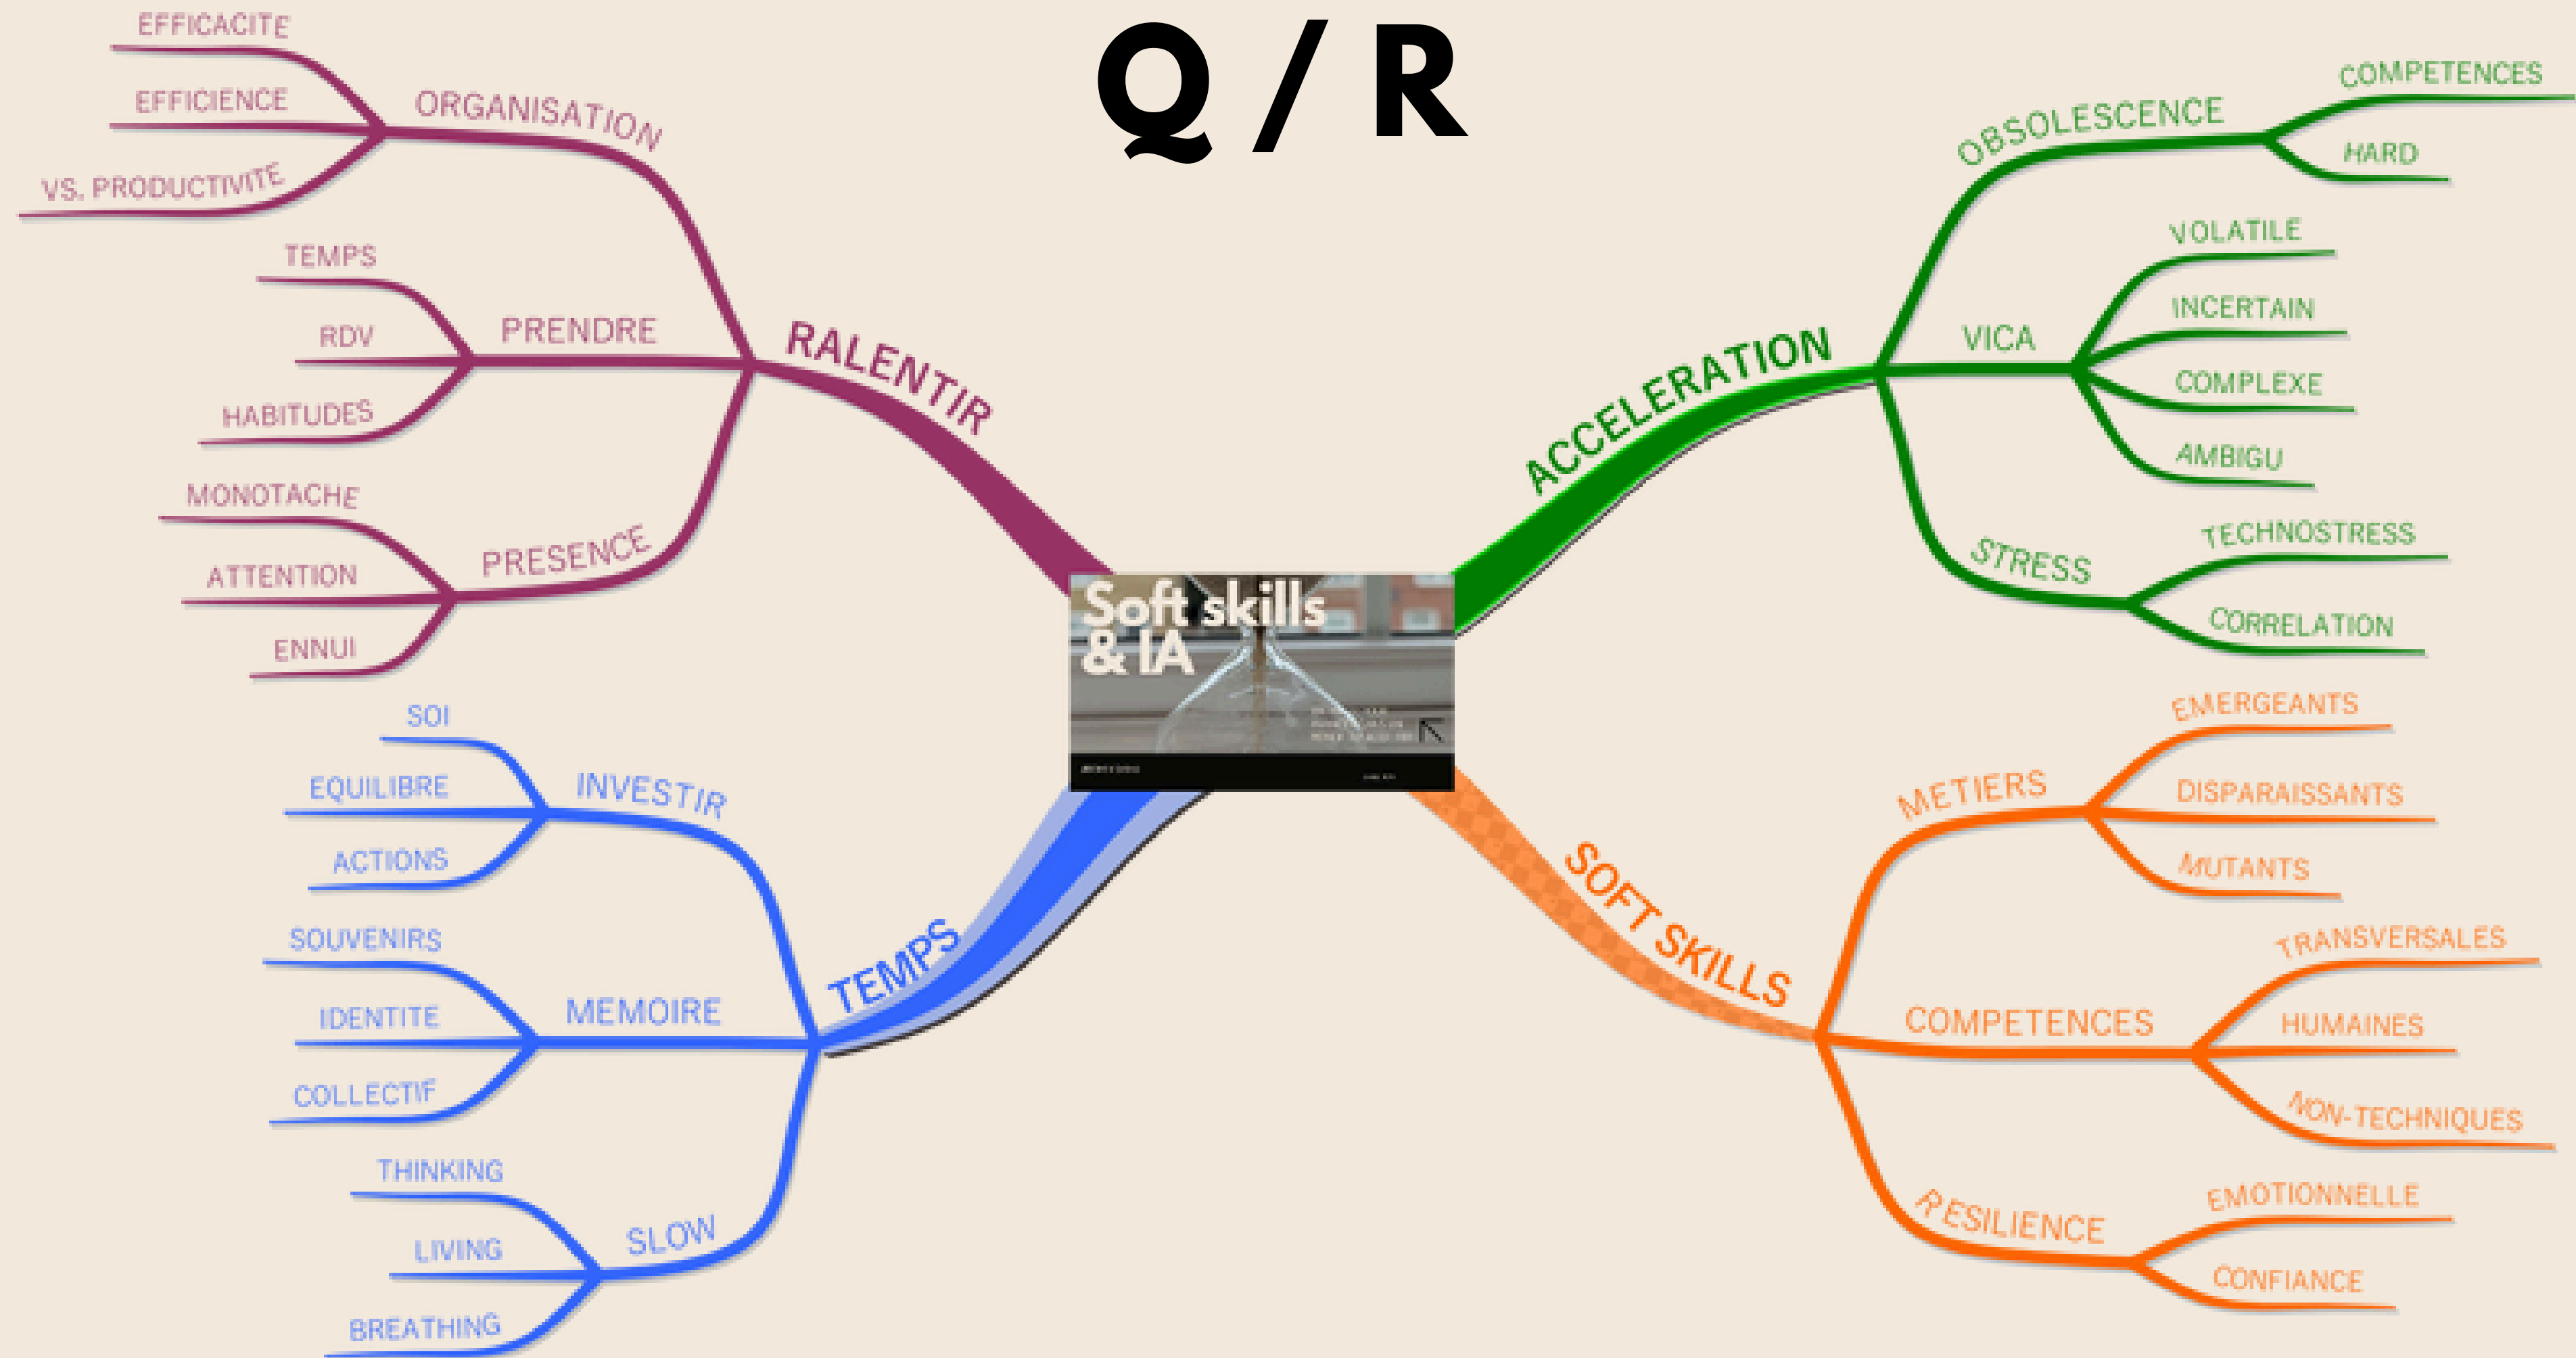 Q / R
EFFICACITE
EFFICIENCE
VS. PRODUCTIVITE
ORGANISATION
TEMPS
RDV
HABITUDES
PRENDRE
MONOTACHE
ATTENTION
ENNUI
PRESENCE
RALENTIR
SOI
EQUILIBRE
ACTIONS
INVESTIR
SOUVENIRS
IDENTITE
COLLECTIF
MEMOIRE
THINKING
LIVING
BREATHING
SLOW
TEMPS
Soft skills
& IA
ACCELERATION
OBSOLESCENCE
COMPETENCES
HARD
VICA
VOLATILE
INCERTAIN
COMPLEXE
AMBIGU
STRESS
TECHNOSTRESS
CORRELATION
SOFT SKILLS
METIERS
EMERGEANTS
DISPARAISSANTS
MUTANTS
COMPETENCES
TRANSVERSALES
HUMAINES
NON-TECHNIQUES
RESILIENCE
EMOTIONNELLE
CONFIANCE